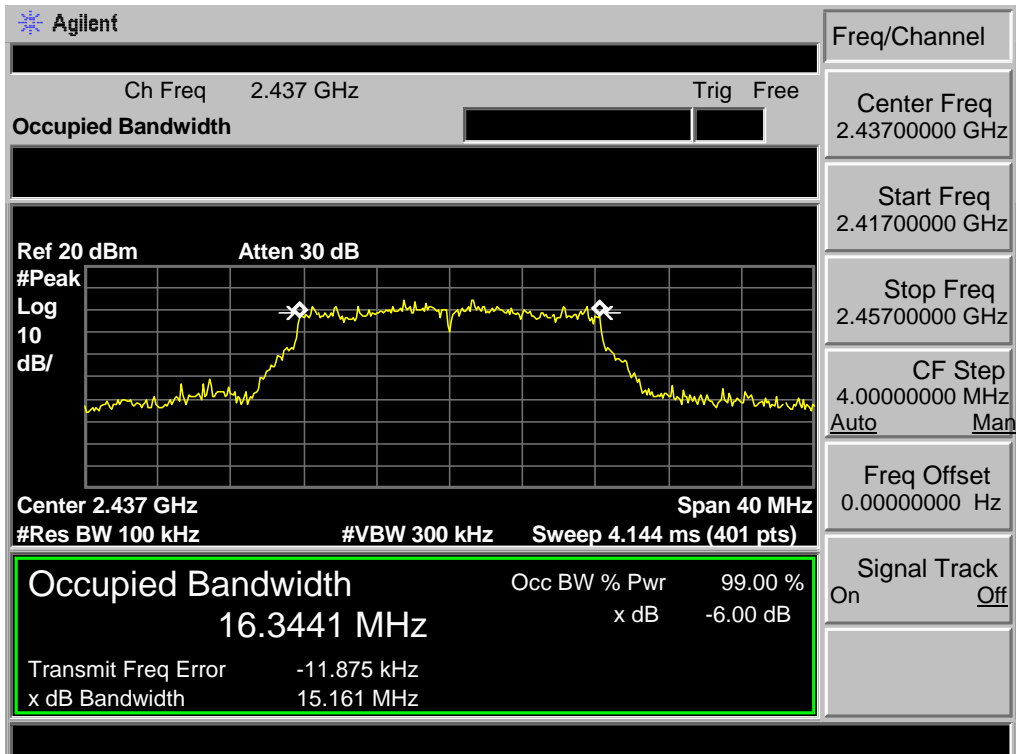 Agilent
Freq/Channel
Ch Freq 2.437 GHz Trig Free
Occupied Bandwidth
Center Freq
2.43700000 GHz
Start Freq
2.41700000 GHz
Ref 20 dBm Atten 30 dB
#Peak
Log
10
dB/
Stop Freq
2.45700000 GHz
CF Step
4.00000000 MHz
Auto Man
Freq Offset
0.00000000 Hz
Center 2.437 GHz Span 40 MHz
#Res BW 100 kHz #VBW 300 kHz Sweep 4.144 ms (401 pts)
Signal Track
On Off
Occupied Bandwidth Occ BW % Pwr 99.00 %
16.3441 MHz x dB -6.00 dB
Transmit Freq Error -11.875 kHz
x dB Bandwidth 15.161 MHz